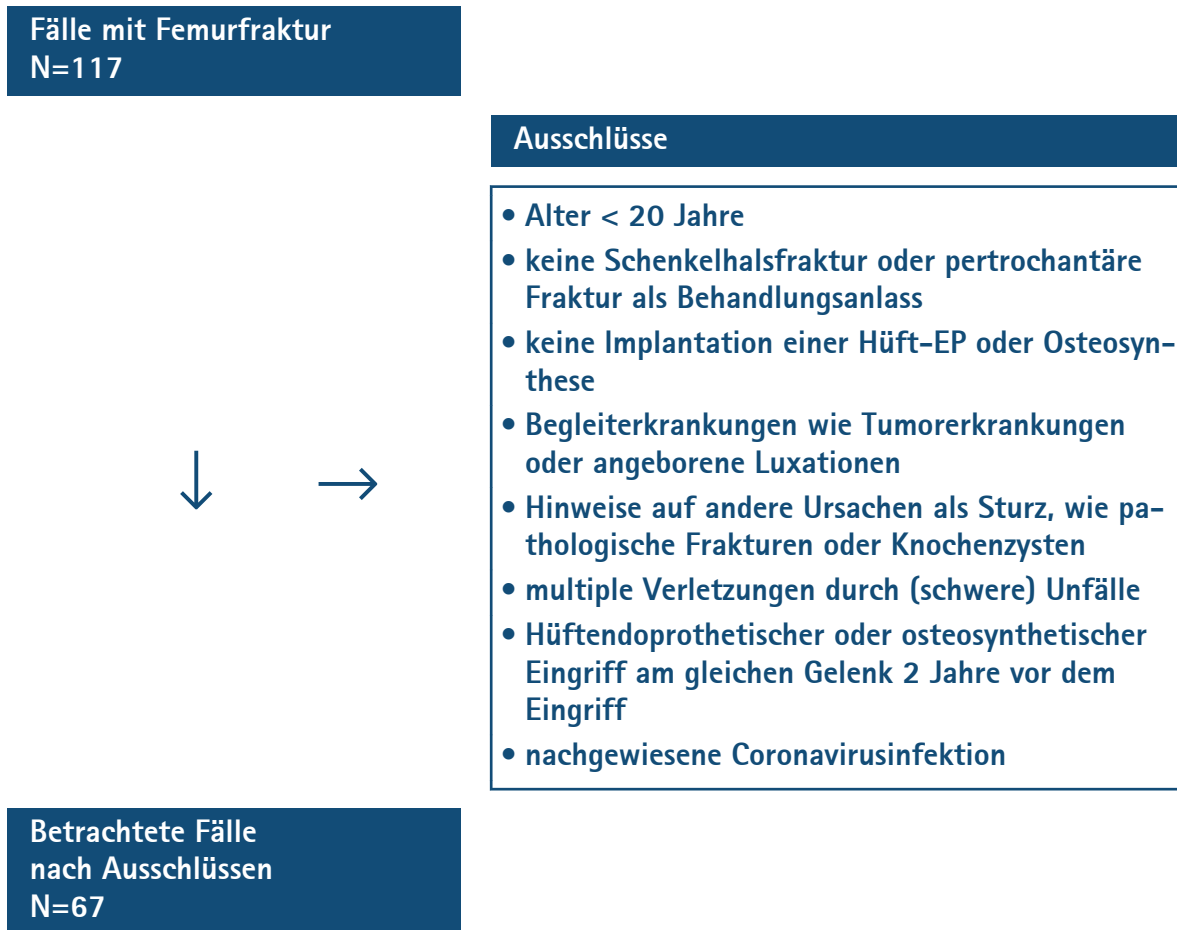 Fälle mit Femurfraktur
N=117
Ausschlüsse
• Alter < 20 Jahre
• keine Schenkelhalsfraktur oder pertrochantäre
Fraktur als Behandlungsanlass
• keine Implantation einer Hüft-EP oder Osteosyn-
these
• Begleiterkrankungen wie Tumorerkrankungen
oder angeborene Luxationen
• Hinweise auf andere Ursachen als Sturz, wie pa-
thologische Frakturen oder Knochenzysten
• multiple Verletzungen durch (schwere) Unfälle
• Hüftendoprothetischer oder osteosynthetischer
Eingriff am gleichen Gelenk 2 Jahre vor dem
Eingriff
• nachgewiesene Coronavirusinfektion
Betrachtete Fälle
nach Ausschlüssen
N=67